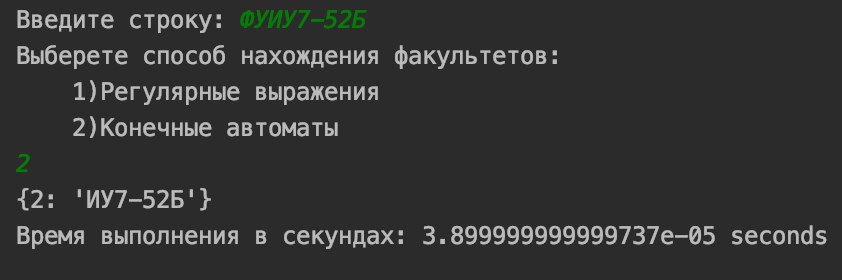 Введите строку: ФУИУ7-52Б
Выберете способ нахождения факультетов:
1)Регулярные выражения
2)Конечные автоматы
2
{2: 'ИУ7-52Б'}
Время выполнения в секундах: 3.899999999999737e-05 seconds